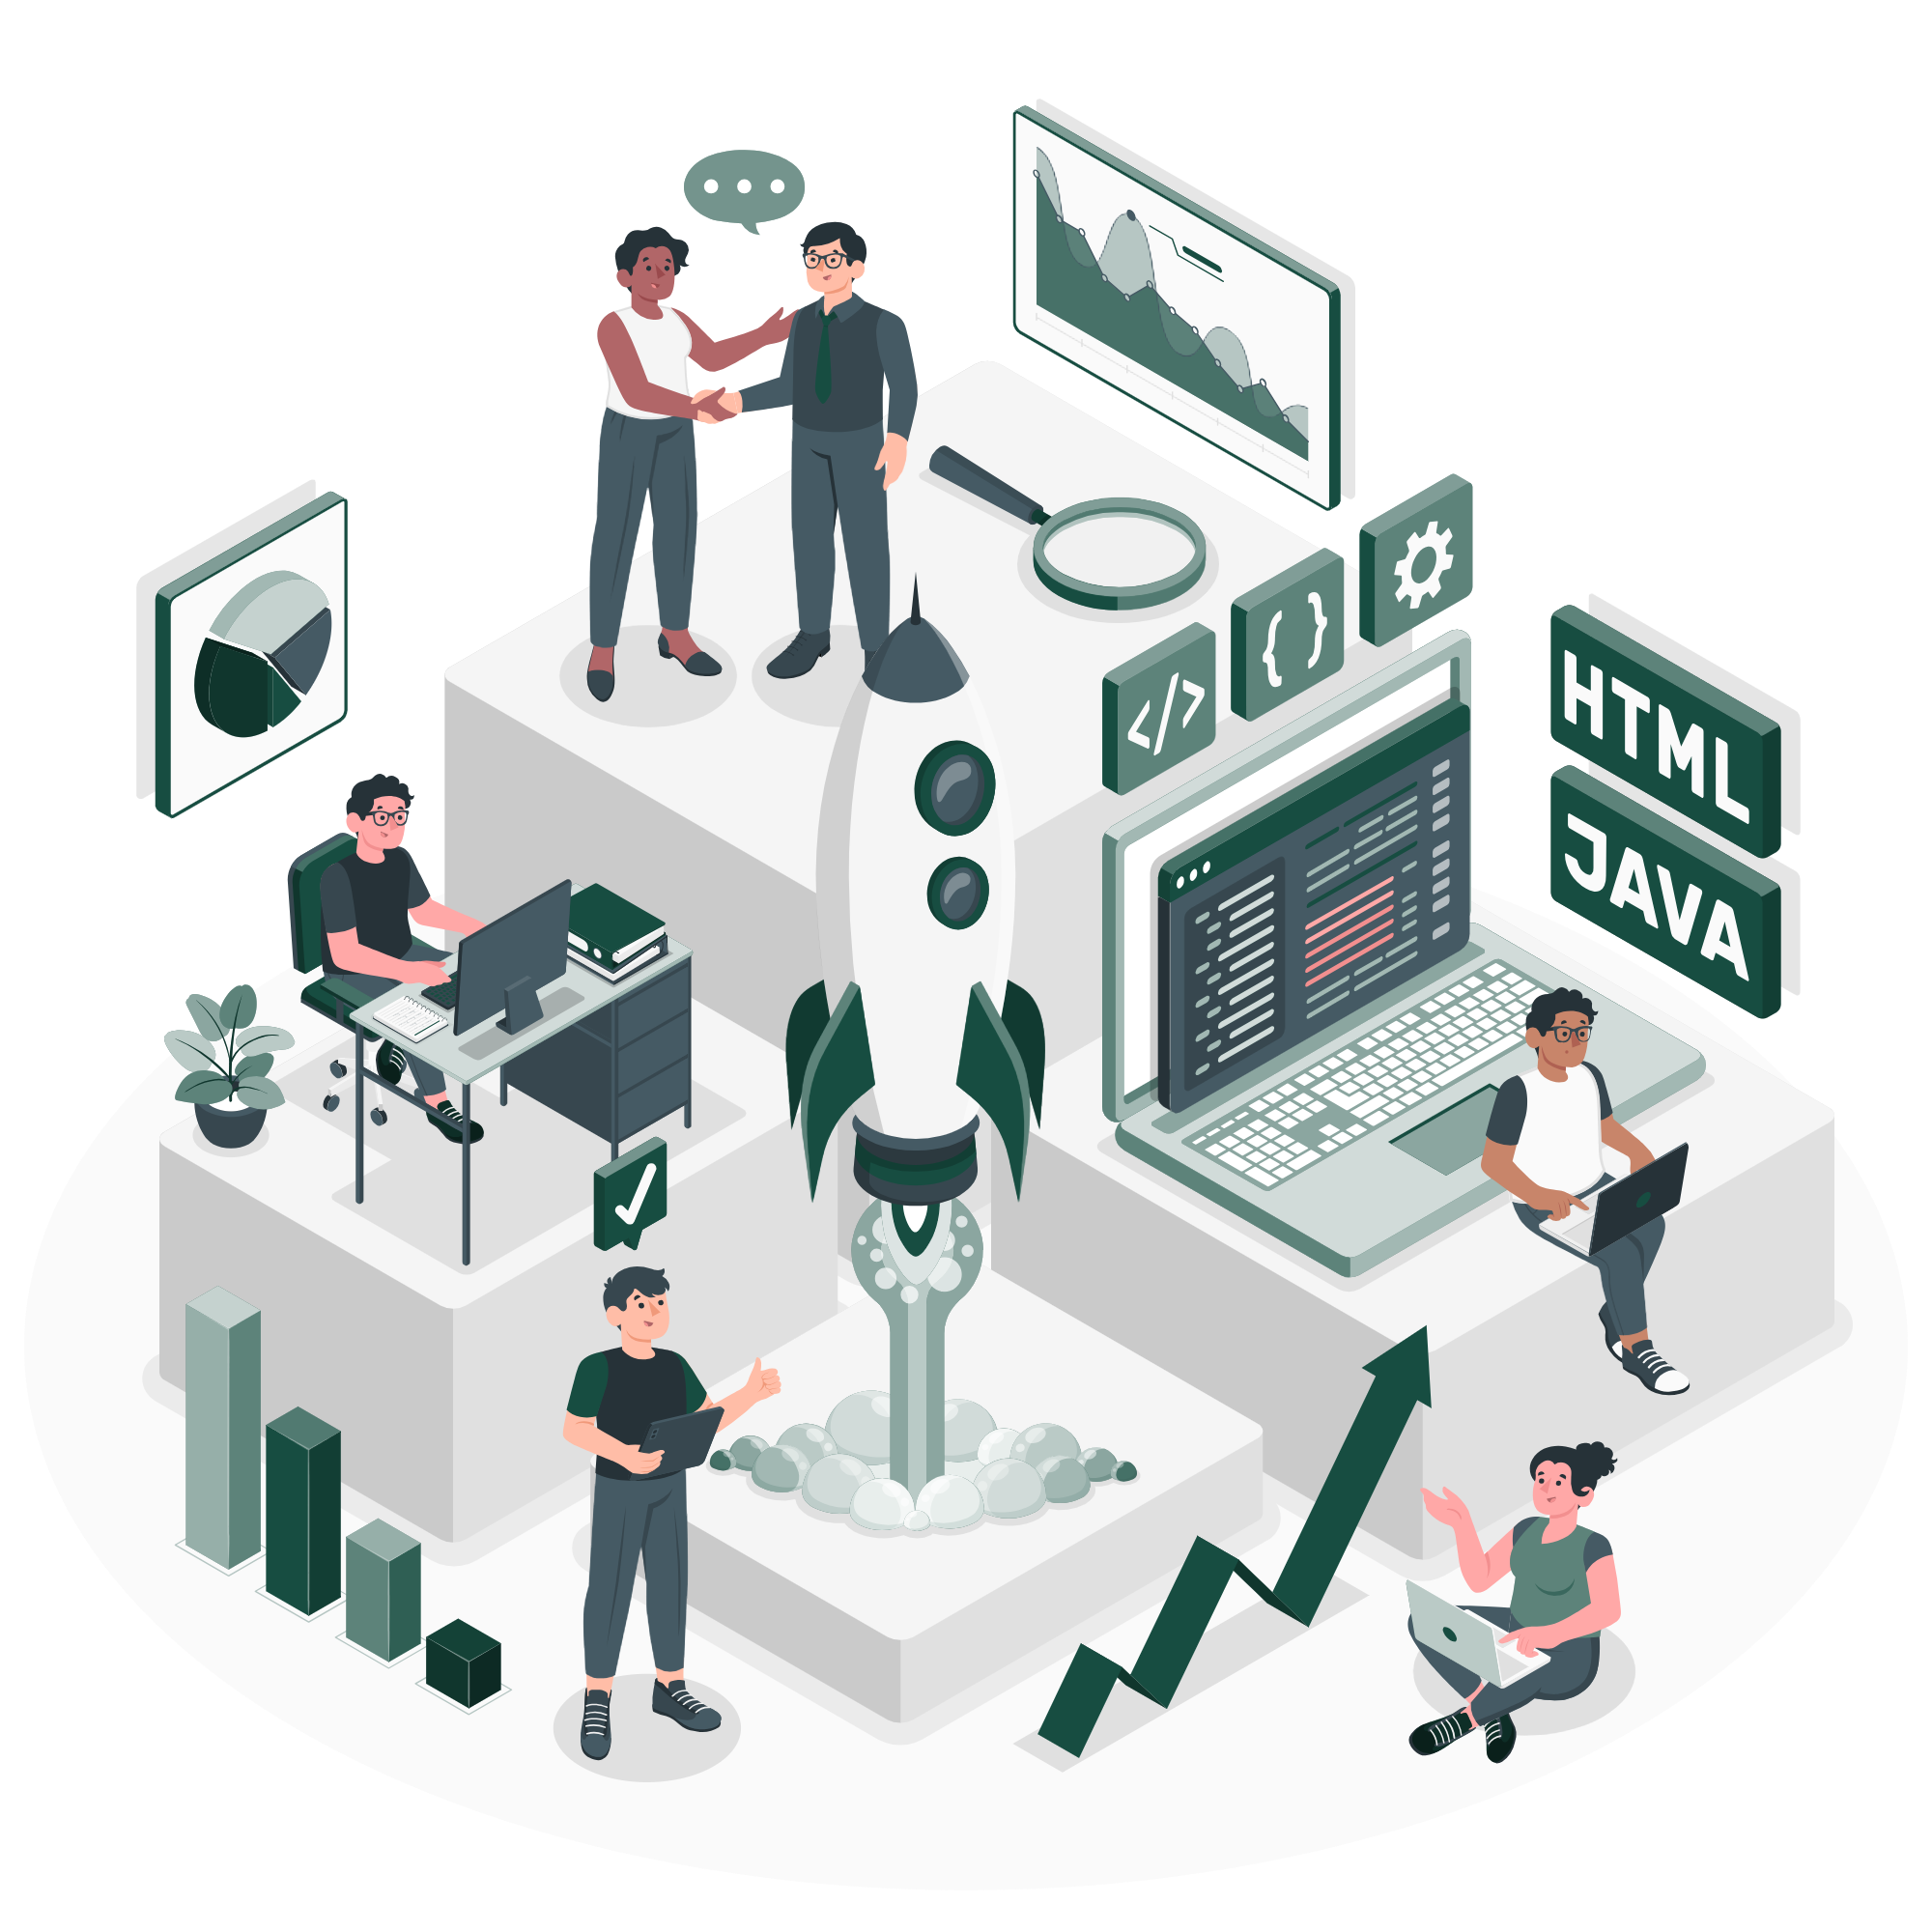 </>
{ }
HTML
JAVA